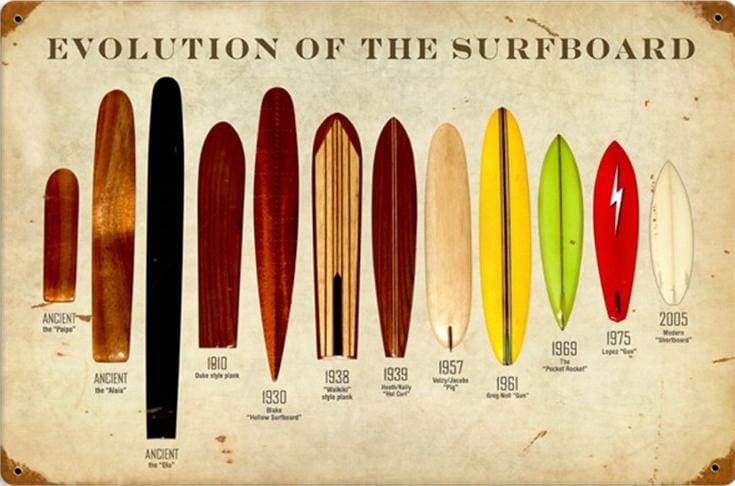 EVOLUTION OF THE SURFBOARD
ANCIENT
the "Paipo"
ANCIENT
the "Alaia"
ANCIENT
the "Olo"
1810
Duke style plank
1930
Blake
"Hollow Surfboard"
1938
"Waikiki"
style plank
1939
Heath/Kelly
"Hot Curl"
1957
Velzy/Jacobs
"Pig"
1961
Greg Noll "Gun"
1969
The
"Pocket Rocket"
1975
Lopez "Gun"
2005
Modern
"Shortboard"